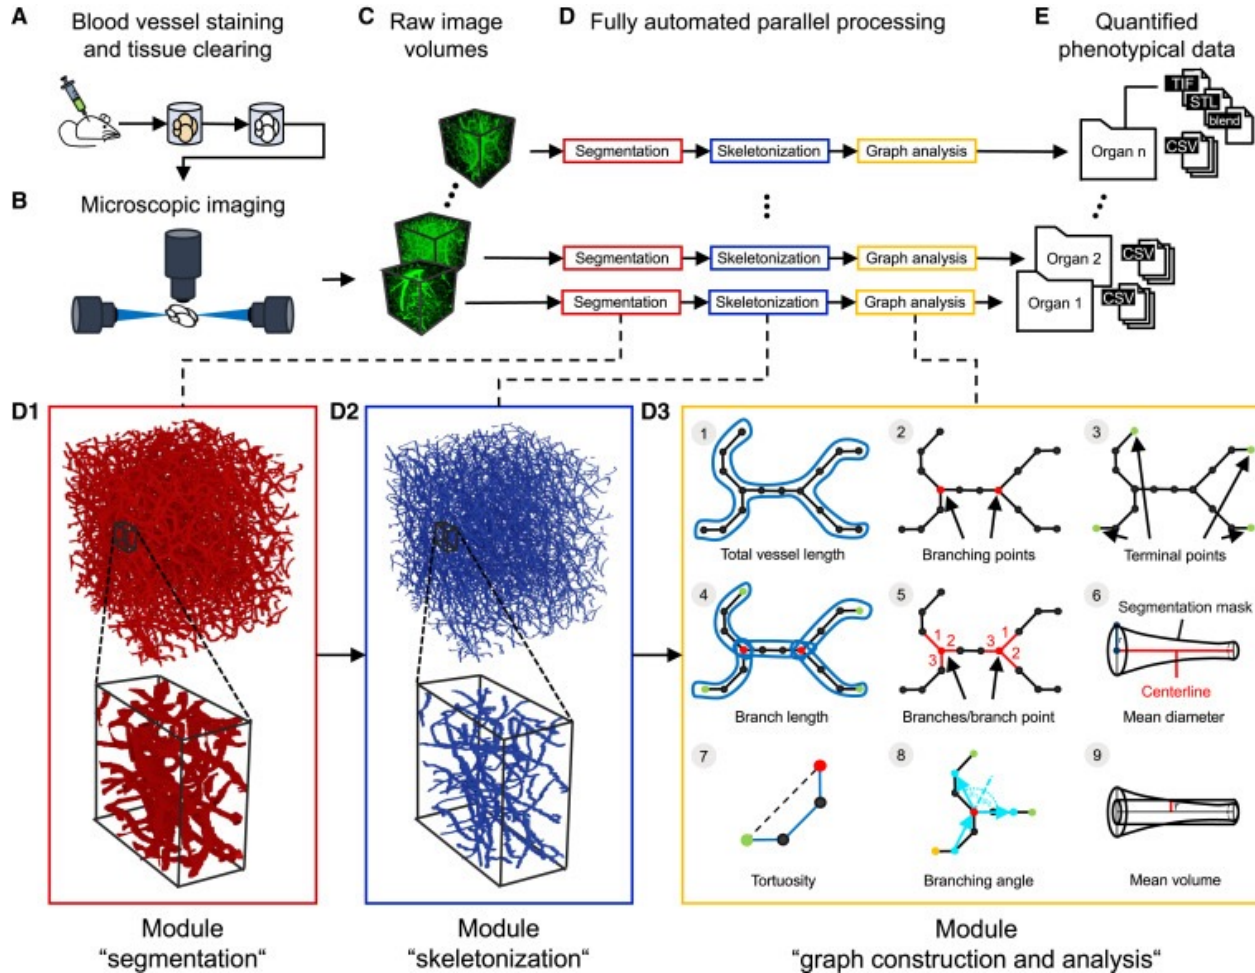 A
Blood vessel staining
and tissue clearing
B
Microscopic imaging
C
Raw image
volumes
D
Fully automated parallel processing
Segmentation
Skeletonization
Graph analysis
Segmentation
Skeletonization
Graph analysis
Segmentation
Skeletonization
Graph analysis
E
Quantified
phenotypical data
TIF
STL
blend
Organ n
CSV
Organ 2
CSV
Organ 1
CSV
D1
Module
“segmentation“
D2
Module
“skeletonization“
D3
1
Total vessel length
2
Branching points
3
Terminal points
4
Branch length
5
1
2
3
3
1
2
Branches/branch point
6
Segmentation mask
Centerline
Mean diameter
7
Tortuosity
8
Branching angle
9
r
Mean volume
Module
“graph construction and analysis“